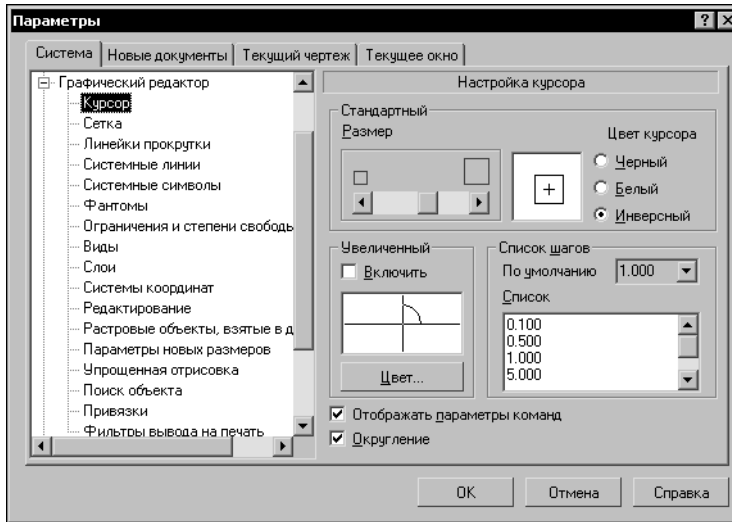 Параметры
Система
Новые документы
Текущий чертеж
Текущее окно
Графический редактор
Курсор
Сетка
Линейки прокрутки
Системные линии
Системные символы
Фантомы
Ограничения и степени свободы
Виды
Слои
Системы координат
Редактирование
Растровые объекты, взятые в д
Параметры новых размеров
Упрощенная отрисовка
Поиск объекта
Привязки
Фильтры вывода на печать
Настройка курсора
Стандартный
Размер
Цвет курсора
Черный
Белый
Инверсный
Увеличенный
Включить
Цвет...
Список шагов
По умолчанию 1.000
Список
0.100
0.500
1.000
5.000
Отображать параметры команд
Округление
OK
Отмена
Справка